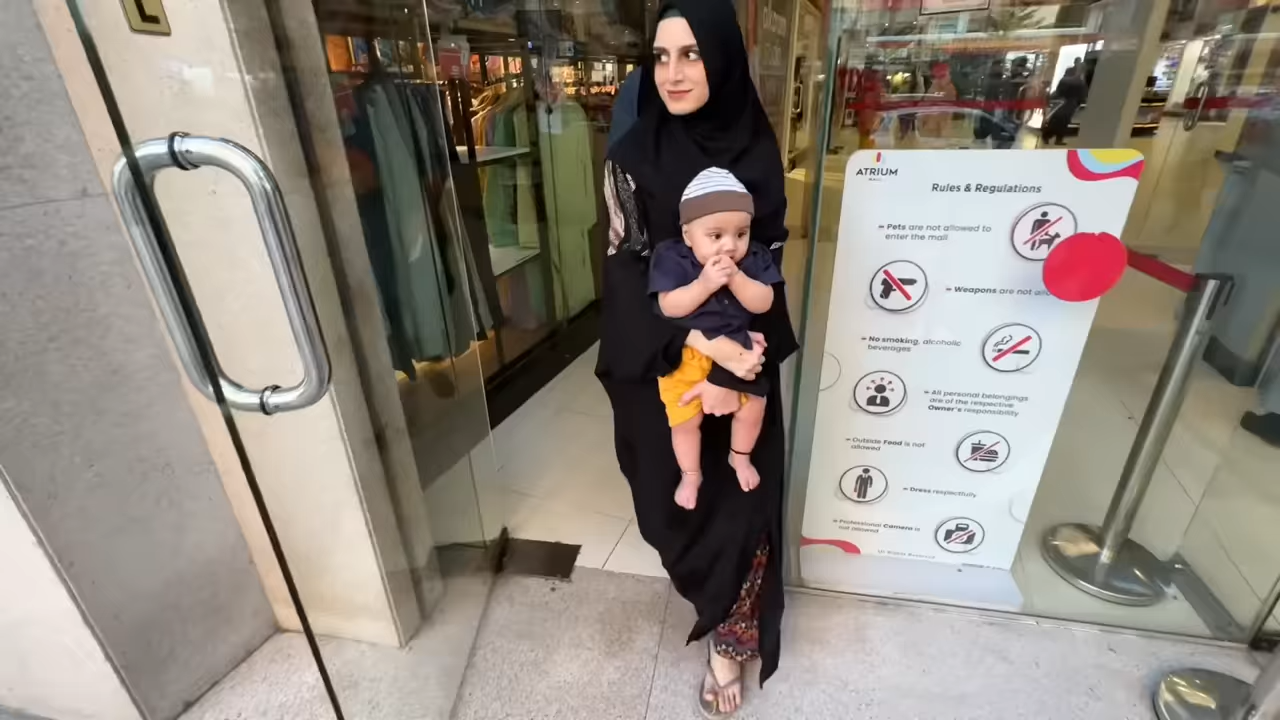 ATRIUM
MALL
Rules & Regulations
Pets are not allowed to
enter the mall
Weapons are not
No smoking, alcoholic
beverages
All personal belongings
are of the respective
Owner's responsibility
Outside Food is not
allowed
Dress respectfully
Professional Camera is
not allowed